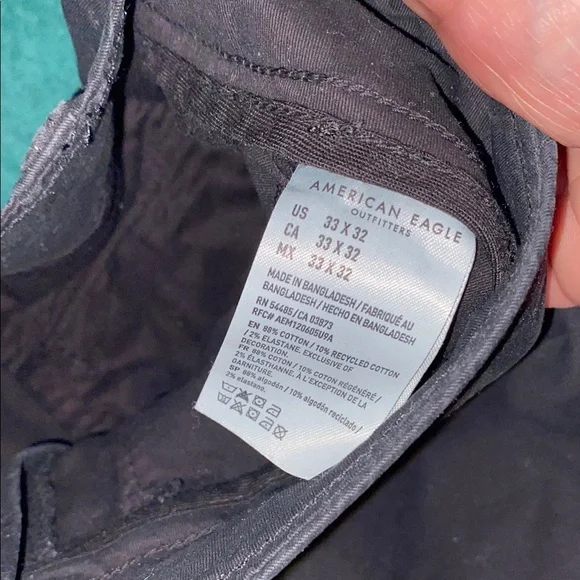 AMERICAN EAGLE
OUTFITTERS
US 33 X 32
CA 33 X 32
MX 33 X 32
MADE IN BANGLADESH / FABRIQUÉ AU
BANGLADESH / HECHO EN BANGLADESH
RN 54485 / CA 03873
RFC# AEM120605U9A
EN 88% COTTON / 10% RECYCLED COTTON
/ 2% ELASTANE, EXCLUSIVE OF
DECORATION.
FR 88% COTON / 10% COTON RÉGÉNÉRÉ /
2% ÉLASTHANNE. À L'EXCEPTION DE LA
GARNITURE.
SP 88% algodón / 10% algodón reciclado /
2% elastano.